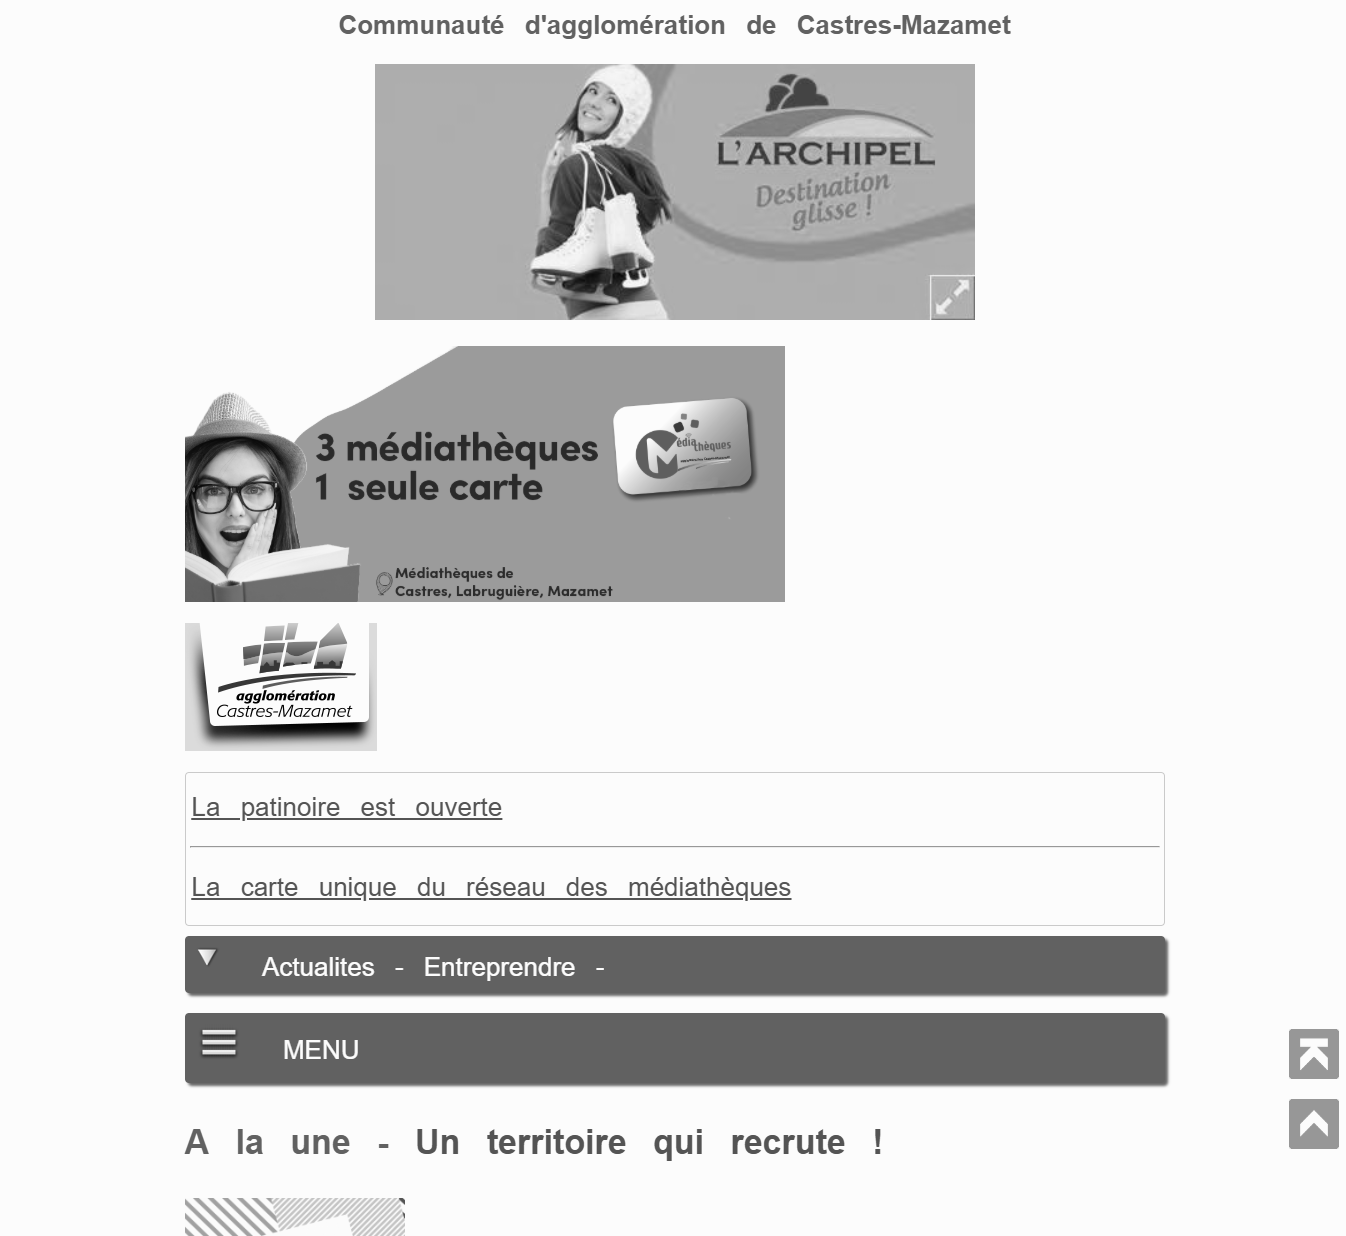 Communauté d'agglomération de Castres-Mazamet
L'ARCHIPEL
Destination
glisse !
3 médiathèques
1 seule carte
Médiathèques
Médiathèques de
Castres, Labruguière, Mazamet
agglomération
Castres-Mazamet
La patinoire est ouverte
La carte unique du réseau des médiathèques
Actualites - Entreprendre -
MENU
A la une - Un territoire qui recrute !